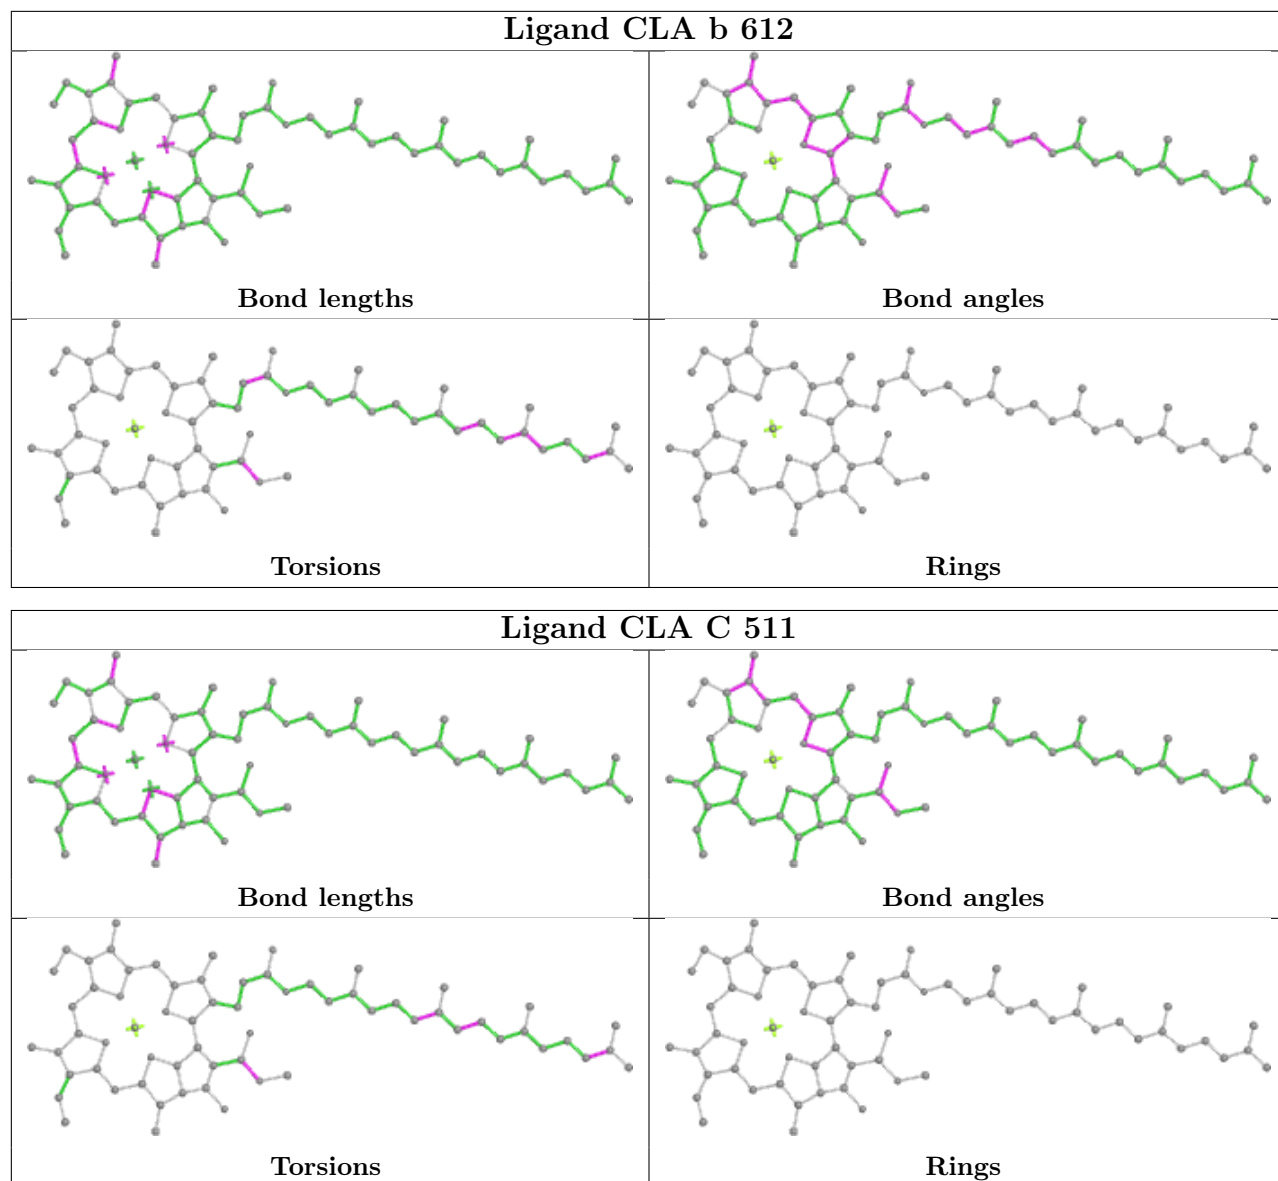 Ligand CLA b 612
Bond lengths
Bond angles
Torsions
Rings
Ligand CLA C 511
Bond lengths
Bond angles
Torsions
Rings